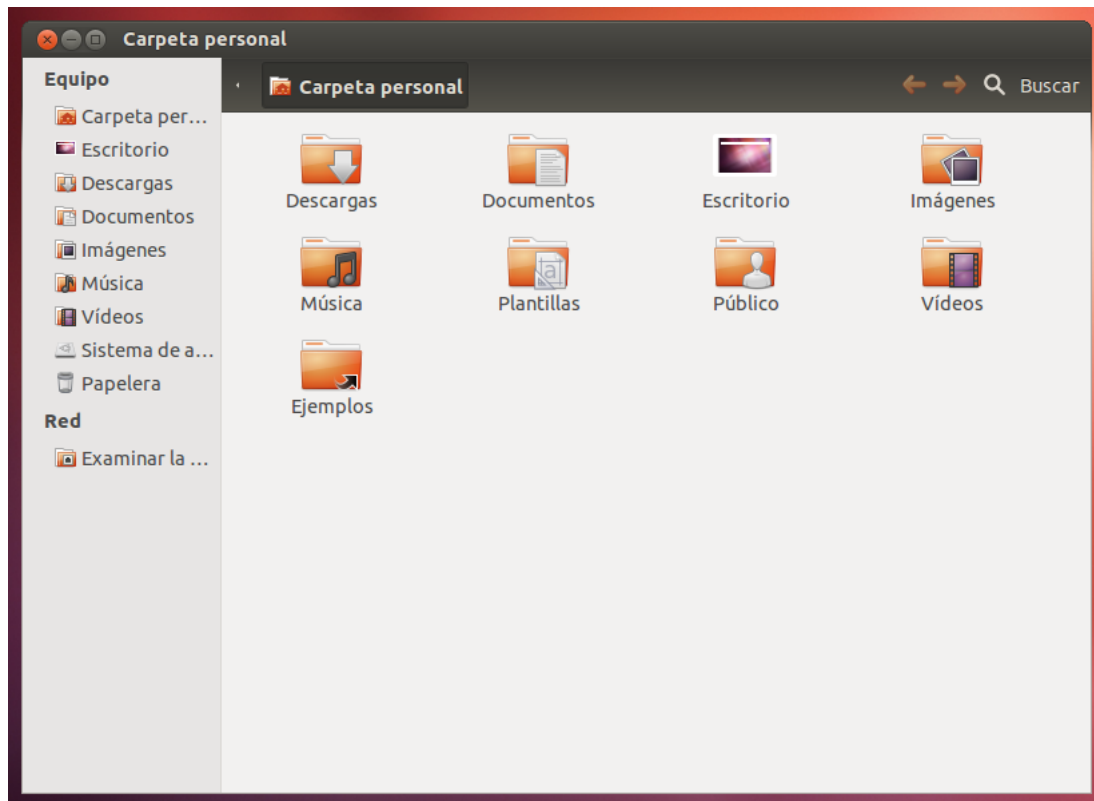 Carpeta personal
Equipo
Carpeta per...
Escritorio
Descargas
Documentos
Imágenes
Música
Vídeos
Sistema de a...
Papelera
Red
Examinar la ...
Carpeta personal
Buscar
Descargas Documentos Escritorio Imágenes
Música Plantillas Público Vídeos
Ejemplos